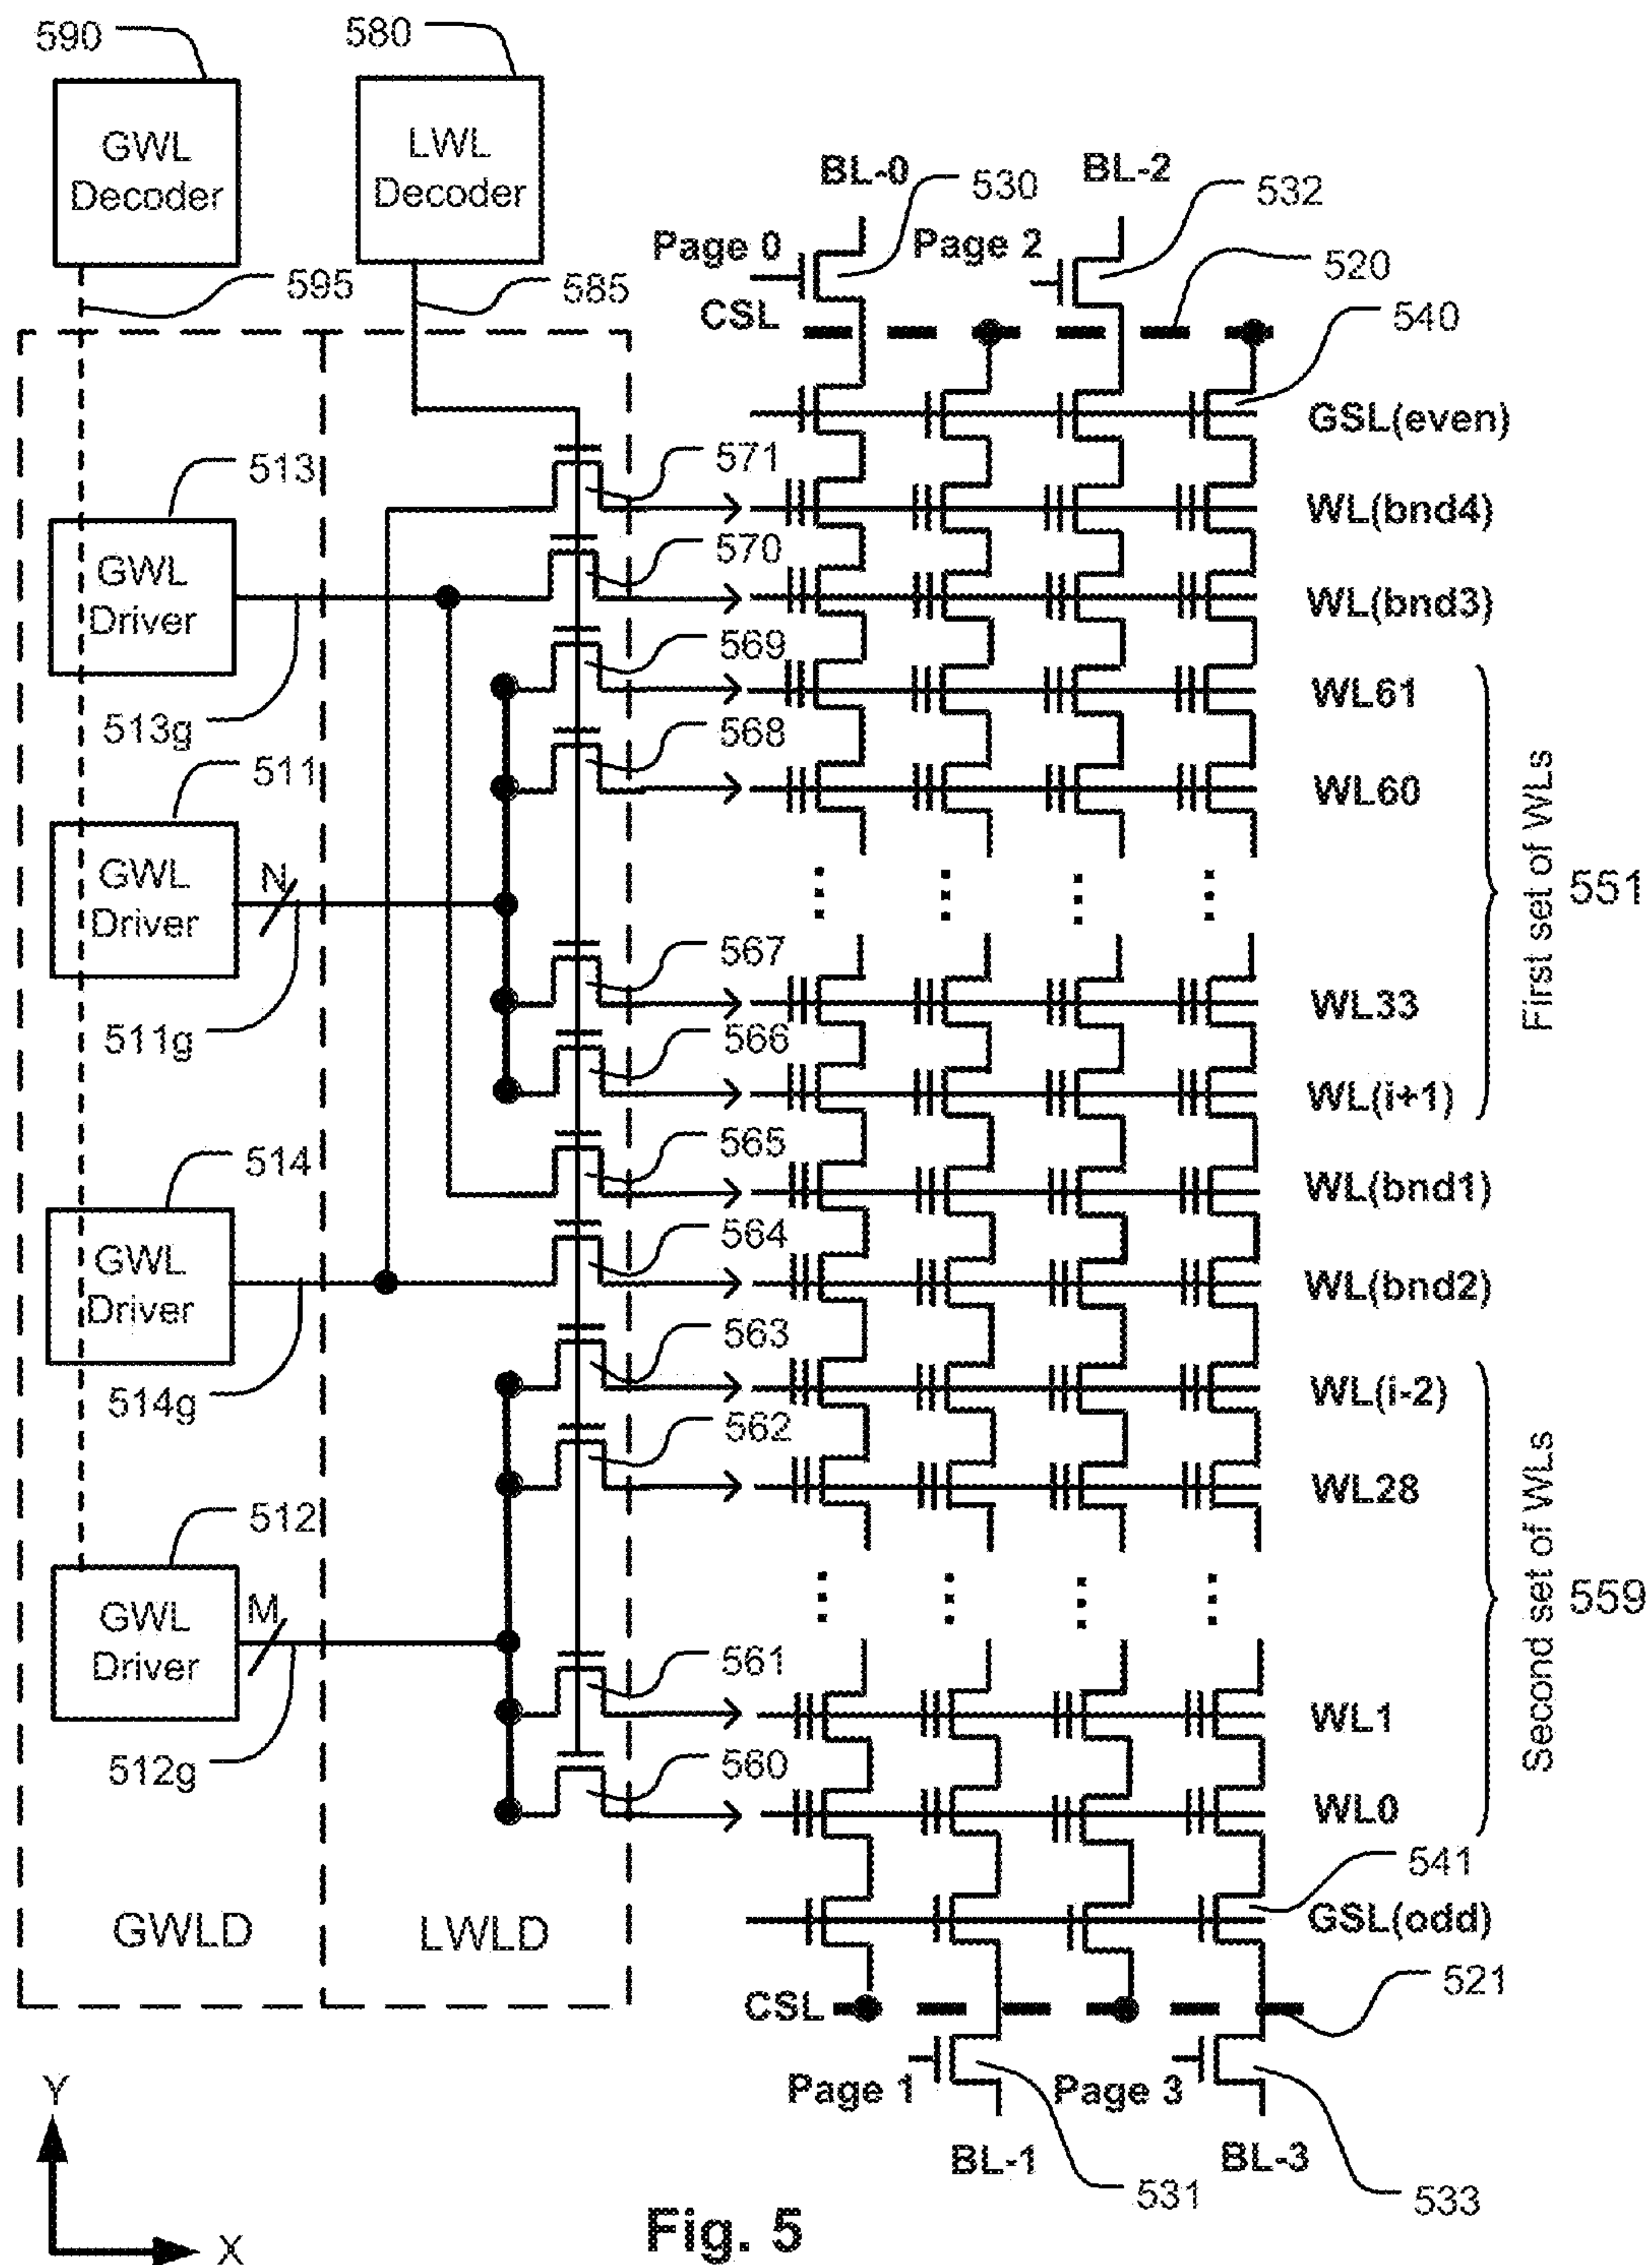 590
580
GWL
Decoder
LWL
Decoder
BL-0
530
BL-2
532
Page 0
Page 2
520
595
585
CSL
540
GSL(even)
513
571
WL(bnd4)
GWL
Driver
570
WL(bnd3)
569
WL61
513g
568
511
WL60
GWL
Driver
N
First set of WLs
551
567
WL33
511g
566
WL(i+1)
565
514
WL(bnd1)
564
GWL
Driver
WL(bnd2)
563
514g
WL(i-2)
562
512
WL28
GWL
Driver
M
Second set of WLs
559
561
WL1
512g
560
WL0
541
GWLD
LWLD
GSL(odd)
521
CSL
Page 1
Page 3
Y
BL-1
531
BL-3
533
X
Fig. 5